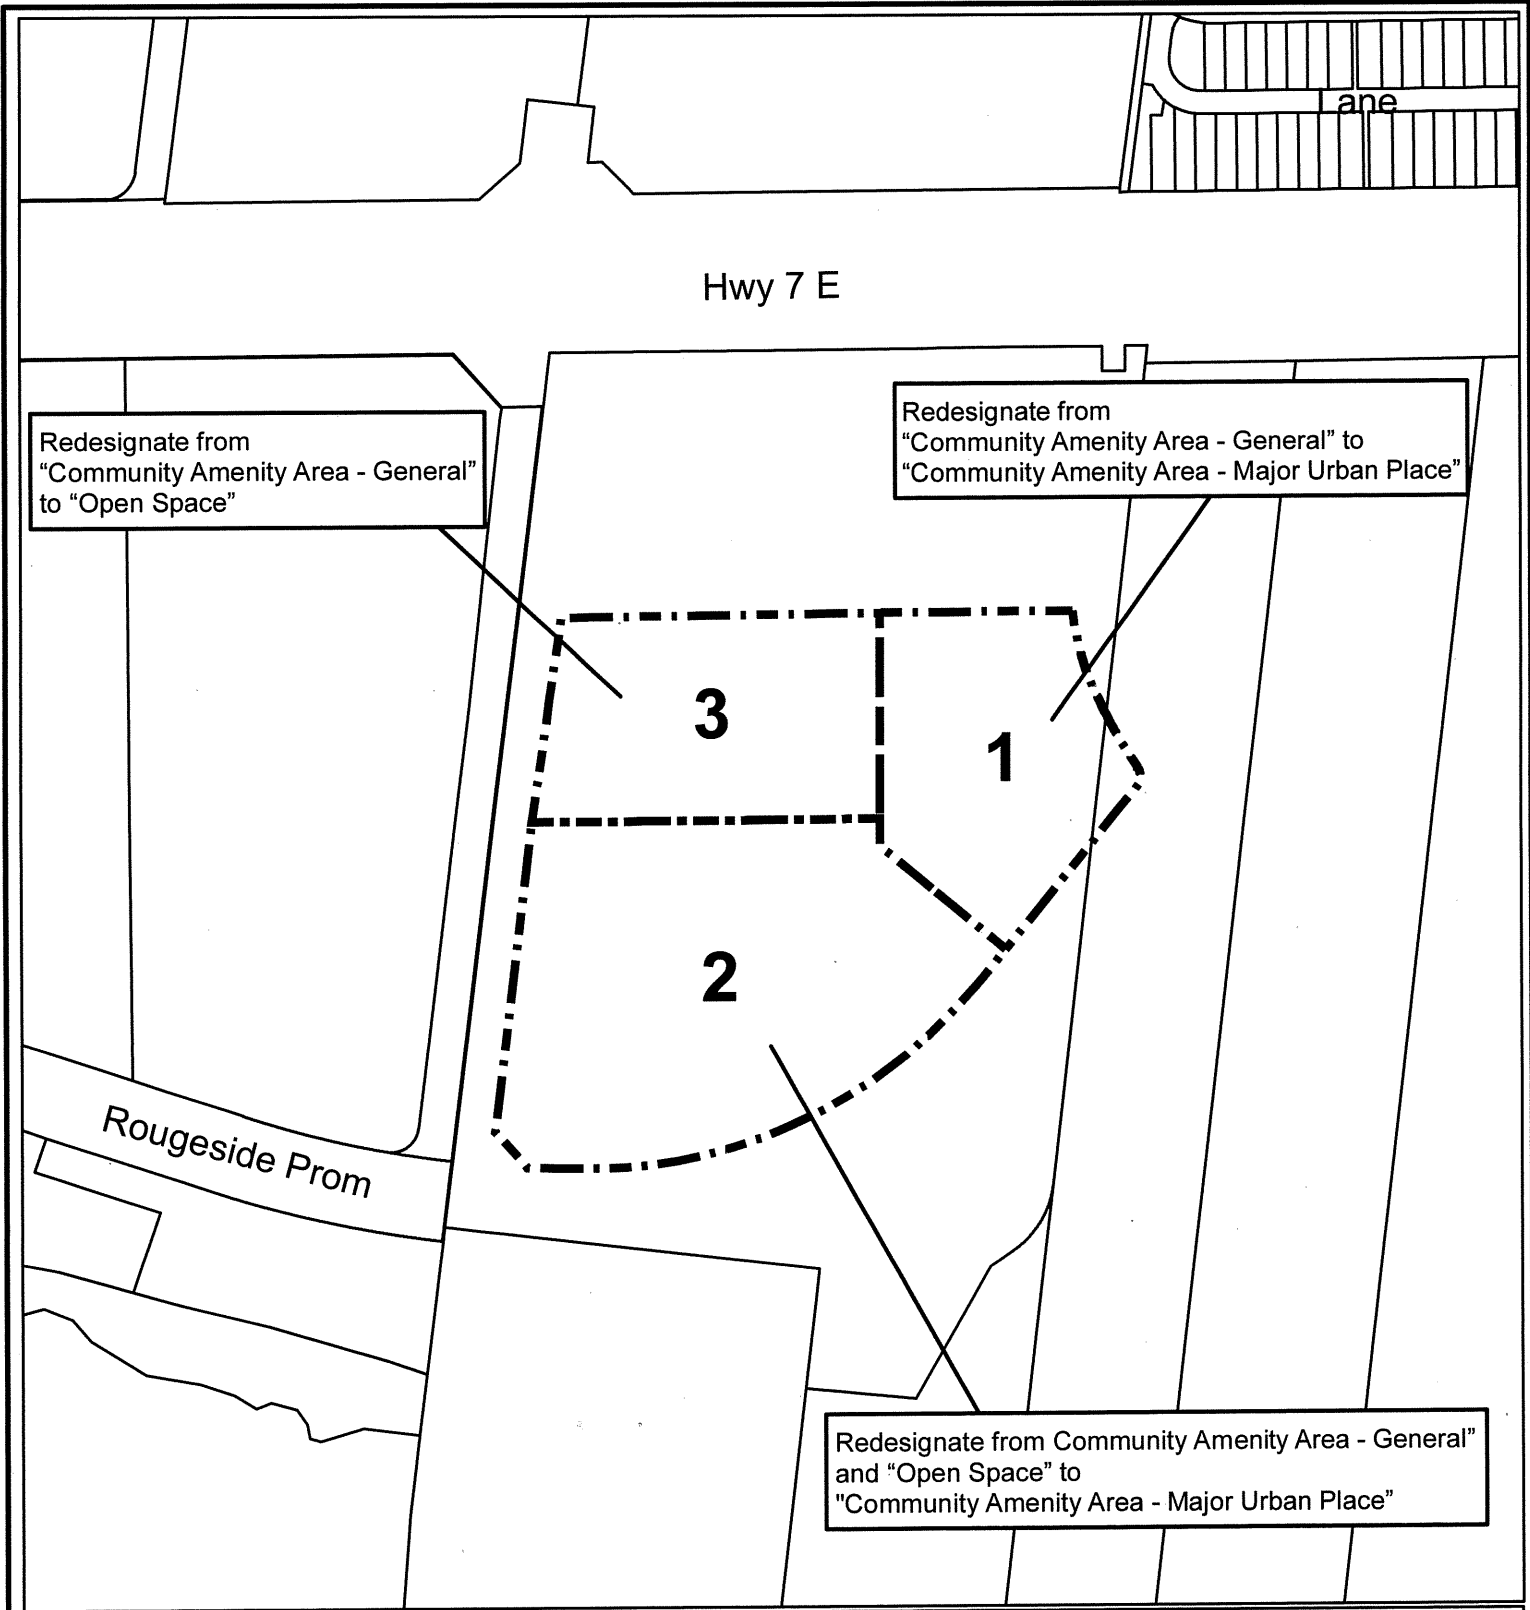 Lane
Hwy 7 E
Redesignate from
“Community Amenity Area - General”
to “Open Space”
Redesignate from
“Community Amenity Area - General” to
“Community Amenity Area - Major Urban Place”
3
1
2
Rougeside Prom
Redesignate from Community Amenity Area - General”
and “Open Space” to
"Community Amenity Area - Major Urban Place”